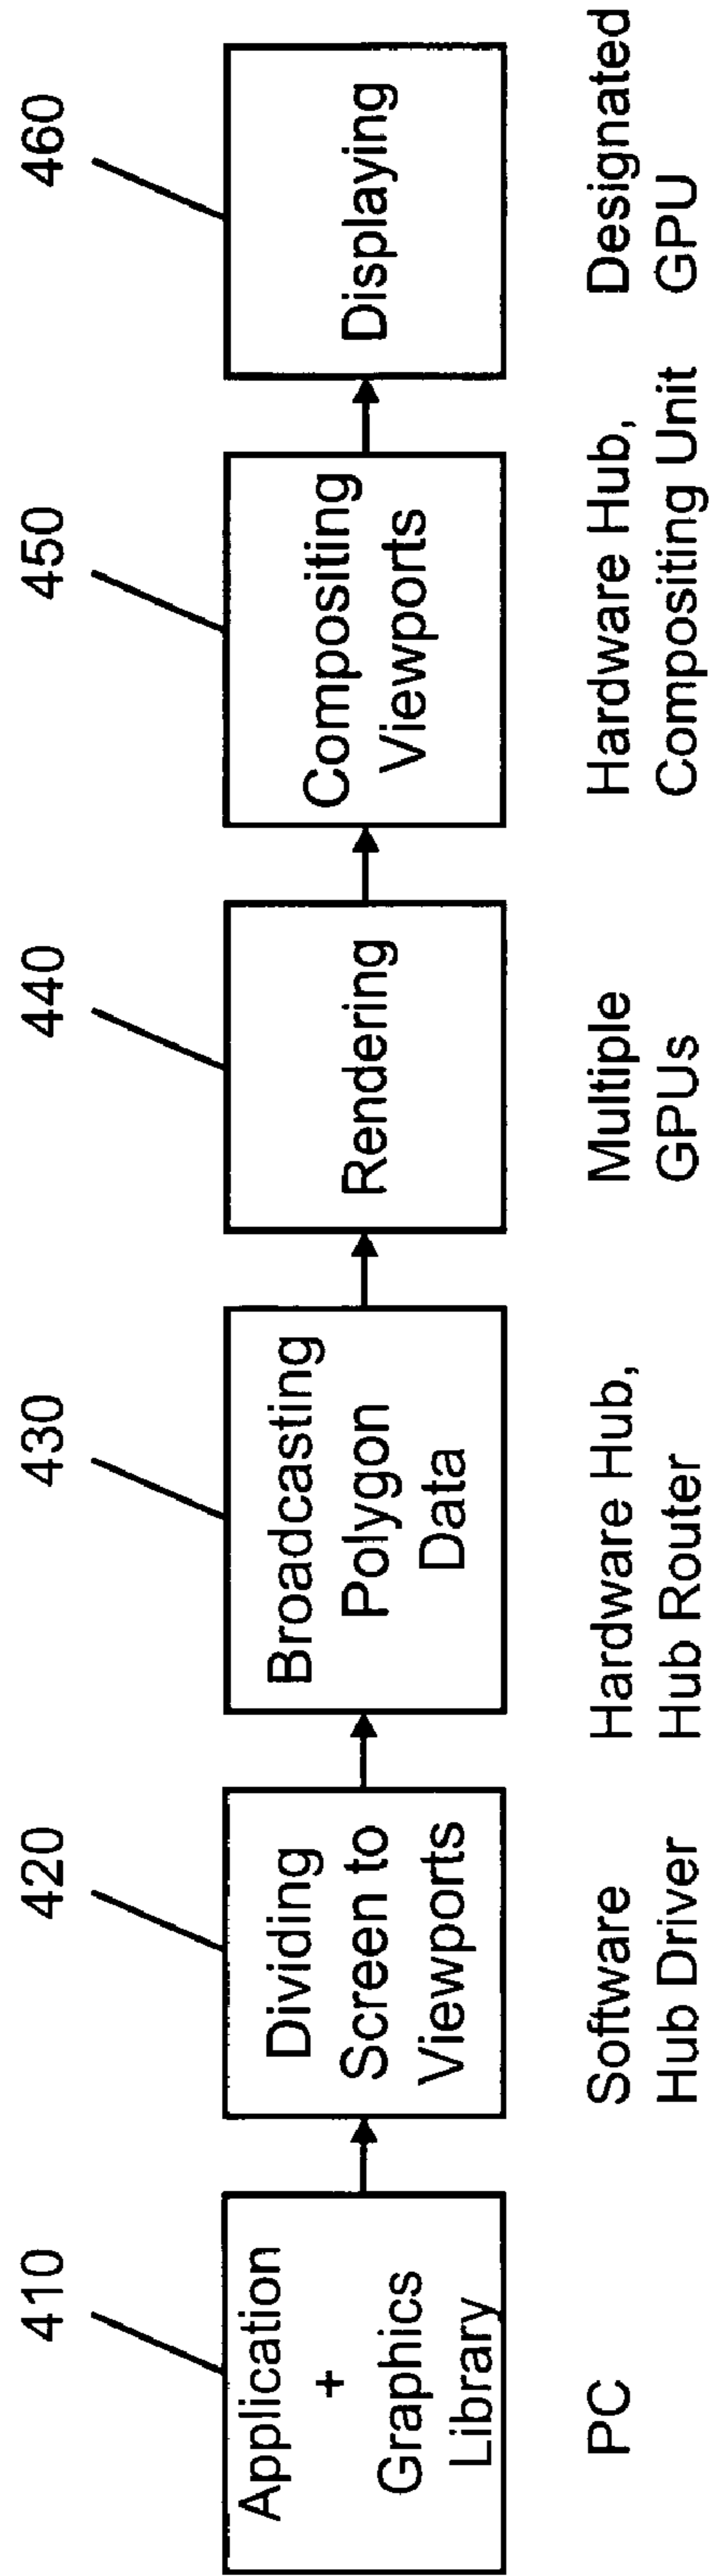 410
Application
+
Graphics
Library
PC
420
Dividing
Screen to
Viewports
Software
Hub Driver
430
Broadcasting
Polygon
Data
Hardware Hub,
Hub Router
440
Rendering
Multiple
GPUs
450
Compositing
Viewports
Hardware Hub,
Compositing Unit
460
Displaying
Designated
GPU